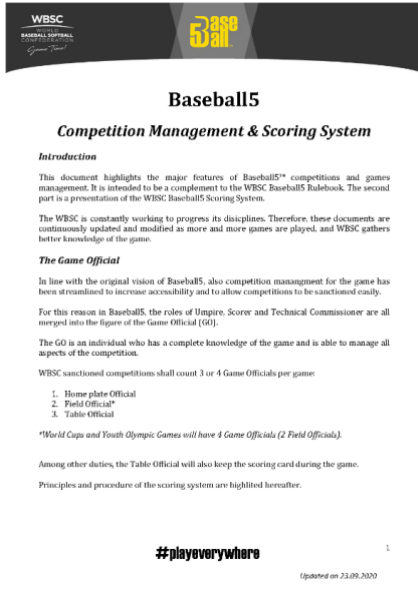 WBSC
WORLD
BASEBALL SOFTBALL
CONFEDERATION
Game Time!
5Base
Ball
Baseball5
Competition Management & Scoring System
Introduction
This document highlights the major features of Baseball5™ competitions and games
management. It is intended to be a complement to the WBSC Baseball5 Rulebook. The second
part is a presentation of the WBSC Baseball5 Scoring System.
The WBSC is constantly working to progress its disicplines. Therefore, these documents are
continuously updated and modified as more and more games are played, and WBSC gathers
better knowledge of the game.
The Game Official
In line with the original vision of Baseball5, also competition manangment for the game has
been streamlined to increase accessibility and to allow competitions to be sanctioned easily.
For this reason in Baseball5, the roles of Umpire, Scorer and Technical Commissioner are all
merged into the figure of the Game Official (GO).
The GO is an individual who has a complete knowledge of the game and is able to manage all
aspects of the competition.
WBSC sanctioned competitions shall count 3 or 4 Game Officials per game:
1. Home plate Official
2. Field Official*
3. Table Official
*World Cups and Youth Olympic Games will have 4 Game Officials (2 Field Officials).
Among other duties, the Table Official will also keep the scoring card during the game.
Principles and procedure of the scoring system are highlited hereafter.
#playeverywhere
1
Updated on 23.09.2020